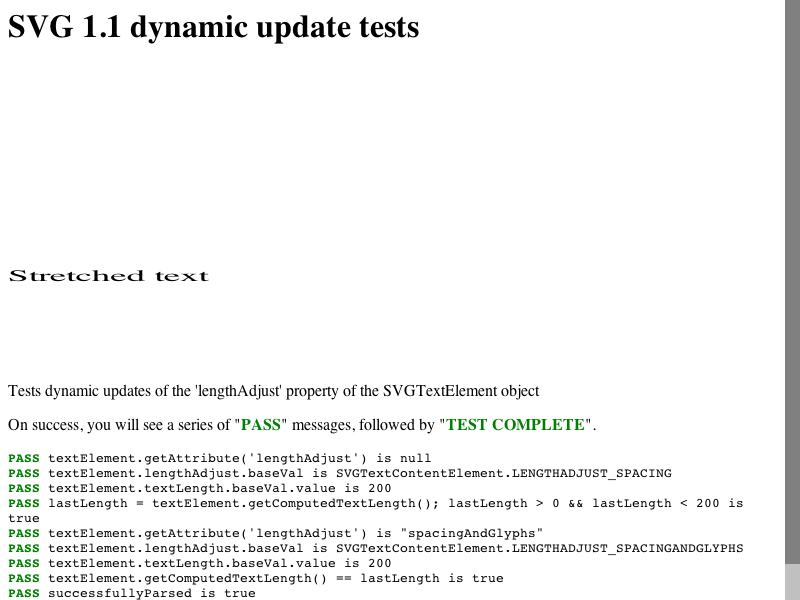 SVG 1.1 dynamic update tests
Stretched text
Tests dynamic updates of the 'lengthAdjust' property of the SVGTextElement object
On success, you will see a series of "PASS" messages, followed by "TEST COMPLETE".
PASS textElement.getAttribute('lengthAdjust') is null
PASS textElement.lengthAdjust.baseVal is SVGTextContentElement.LENGTHADJUST_SPACING
PASS textElement.textLength.baseVal.value is 200
PASS lastLength = textElement.getComputedTextLength(); lastLength > 0 && lastLength < 200 is
true
PASS textElement.getAttribute('lengthAdjust') is "spacingAndGlyphs"
PASS textElement.lengthAdjust.baseVal is SVGTextContentElement.LENGTHADJUST_SPACINGANDGLYPHS
PASS textElement.textLength.baseVal.value is 200
PASS textElement.getComputedTextLength() == lastLength is true
PASS successfullyParsed is true